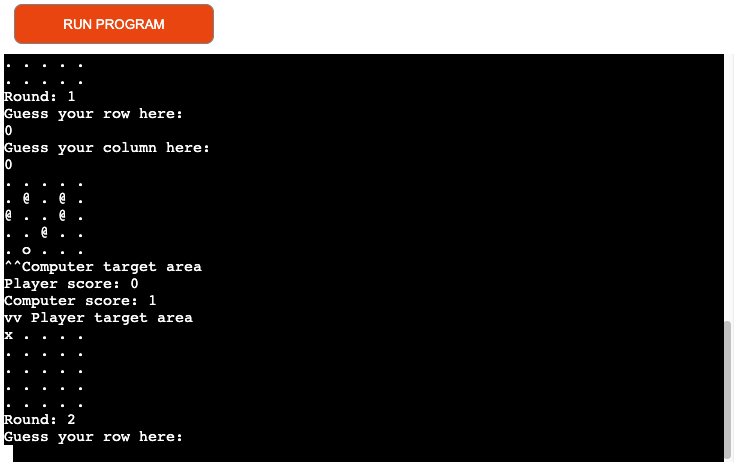 RUN PROGRAM
. . . . .
. . . . .
Round: 1
Guess your row here:
0
Guess your column here:
0
. . . . .
. @ . @ .
@ . . @ .
. . @ . .
. o . . .
^^Computer target area
Player score: 0
Computer score: 1
vv Player target area
x . . . .
. . . . .
. . . . .
. . . . .
. . . . .
Round: 2
Guess your row here: